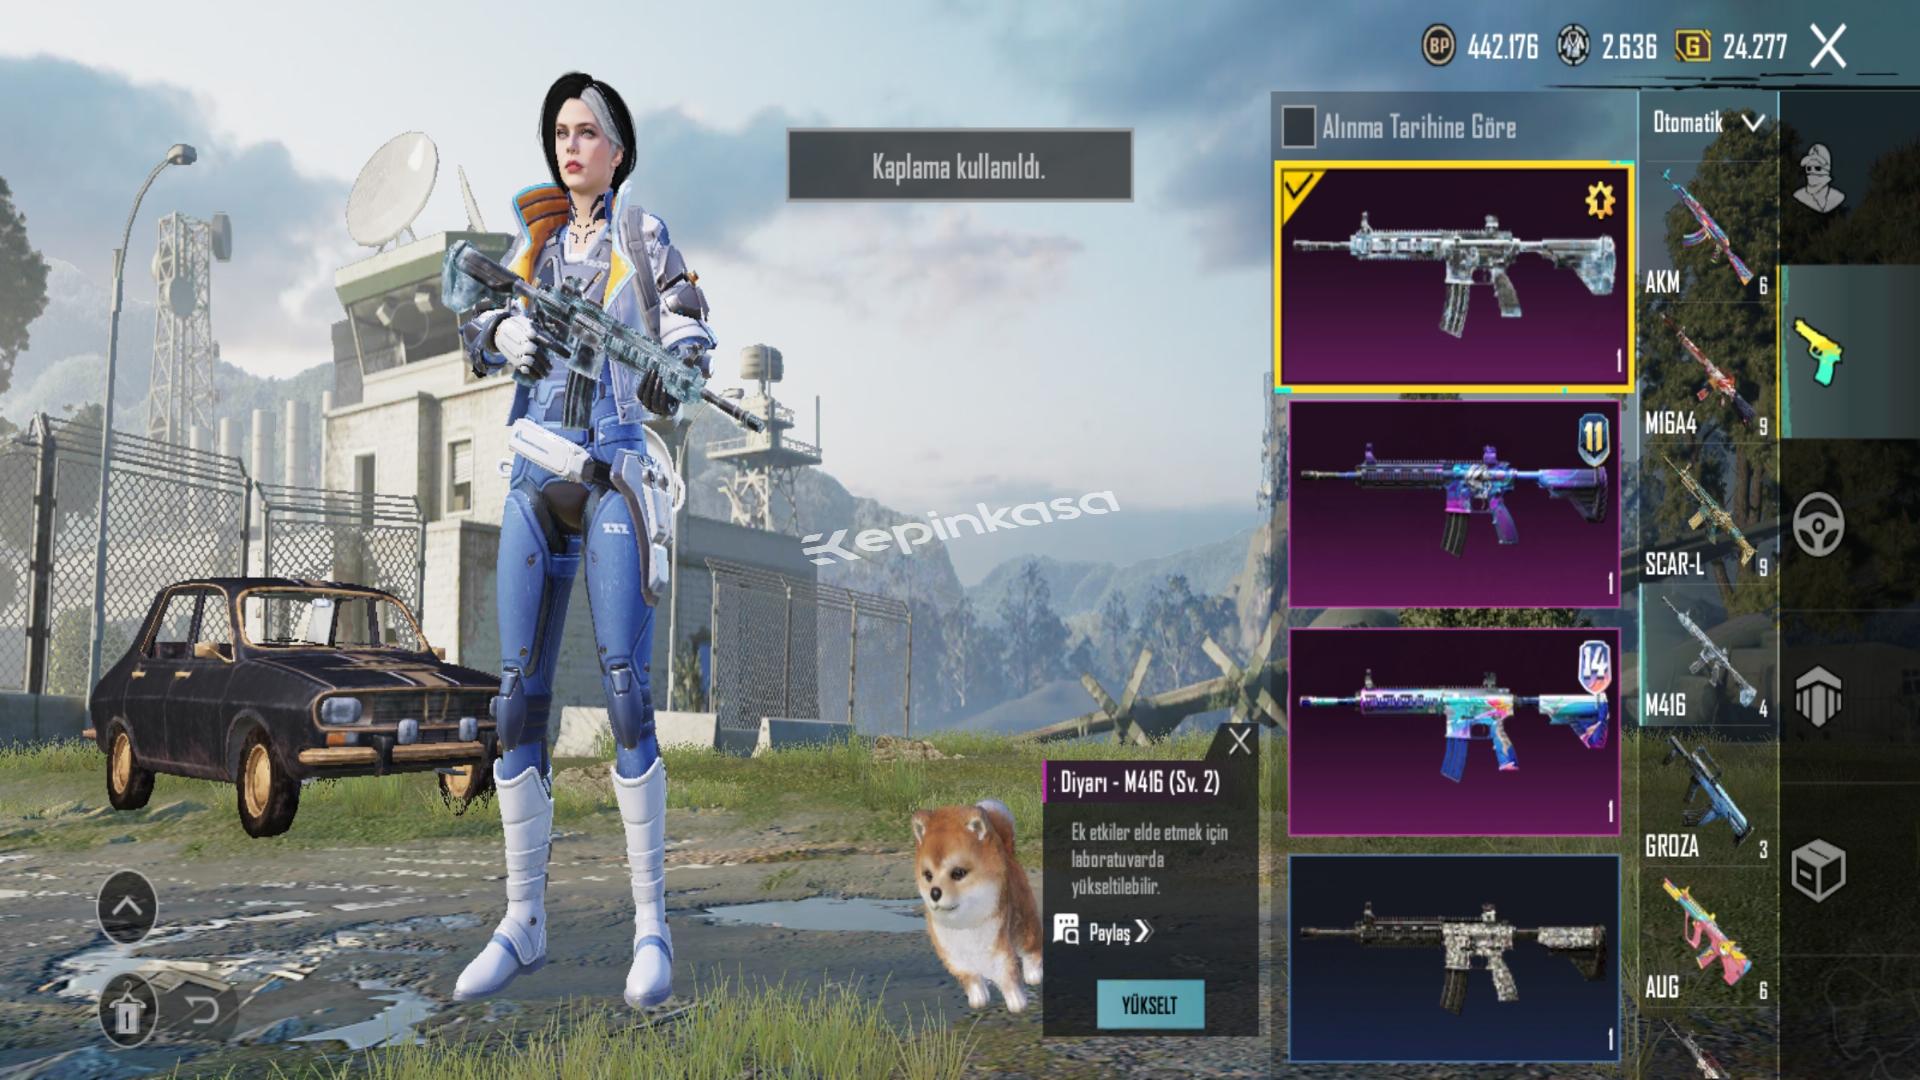 BP 442.176 2.636 G 24.277
Alınma Tarihine Göre
Otomatik
Kaplama kullanıldı.
1
AKM 6
11
1
M16A4 9
SCAR-L 9
14
1
M416 4
GROZA 3
1
AUG 6
epinkasa
Diyarı - M416 (Sv. 2)
Ek etkiler elde etmek için
laboratuvarda
yükseltilebilir.
Paylaş
YÜKSELT